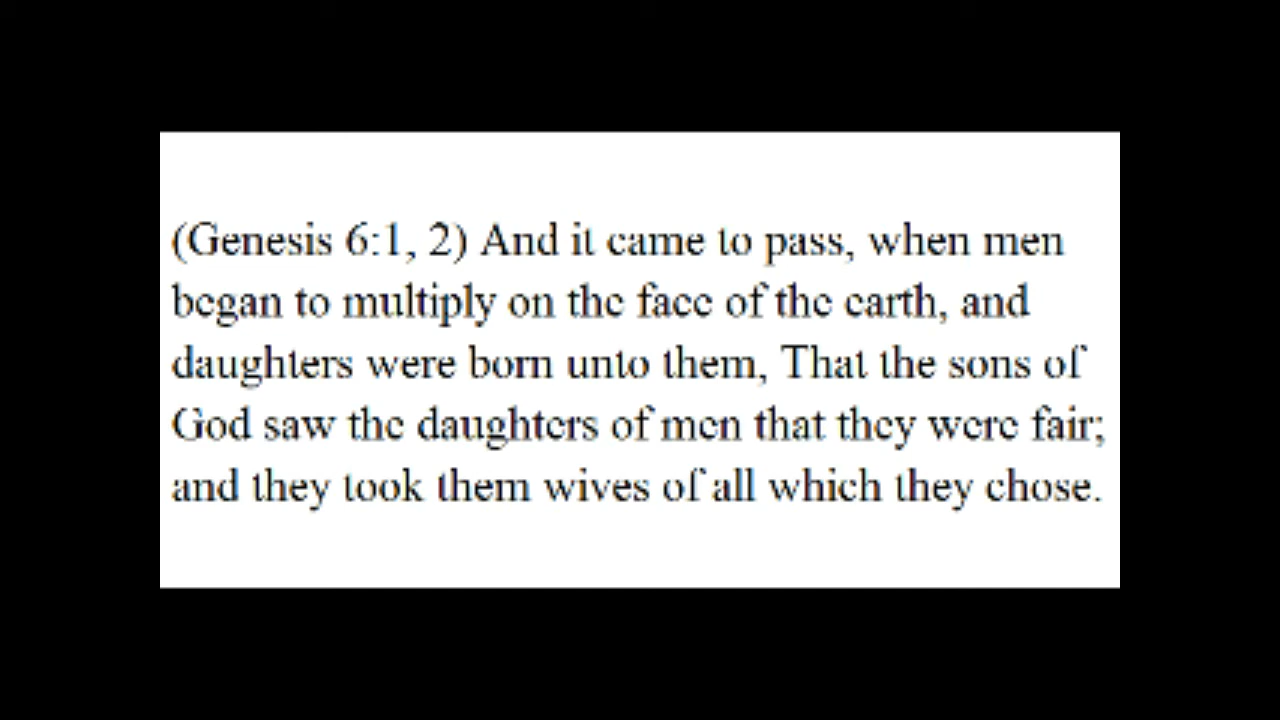 (Genesis 6:1, 2) And it came to pass, when men
began to multiply on the face of the earth, and
daughters were born unto them, That the sons of
God saw the daughters of men that they were fair;
and they took them wives of all which they chose.